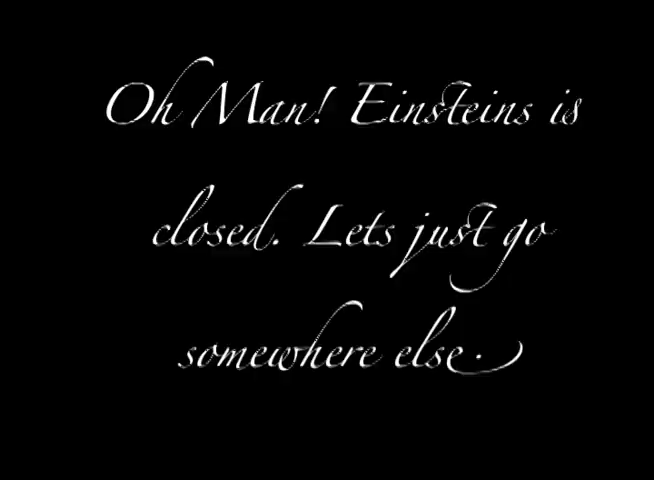 Oh Man! Einsteins is
closed. Lets just go
somewhere else.